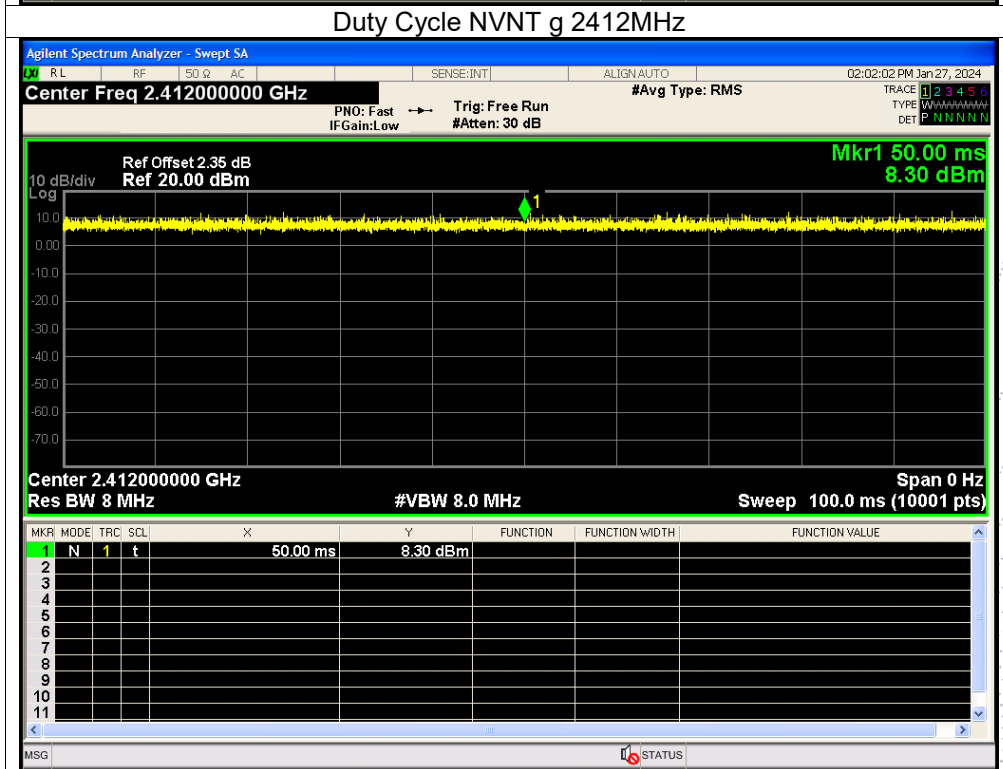 Duty Cycle NVNT g 2412MHz
Agilent Spectrum Analyzer - Swept SA
LXI RL RF 50 Ω AC SENSE:INT ALIGN AUTO 02:02:02 PM Jan 27, 2024
Center Freq 2.412000000 GHz #Avg Type: RMS TRACE 1 2 3 4 5 6
PNO: Fast Trig: Free Run TYPE WWWWWW
IFGain:Low #Atten: 30 dB DET P N N N N N
Mkr1 50.00 ms
Ref Offset 2.35 dB
10 dB/div Ref 20.00 dBm 8.30 dBm
Log
1
10.0
0.00
-10.0
-20.0
-30.0
-40.0
-50.0
-60.0
-70.0
Center 2.412000000 GHz Span 0 Hz
Res BW 8 MHz #VBW 8.0 MHz Sweep 100.0 ms (10001 pts)
MKR MODE TRC SCL X Y FUNCTION FUNCTION WIDTH FUNCTION VALUE
1 N 1 t 50.00 ms 8.30 dBm
2
3
4
5
6
7
8
9
10
11
MSG STATUS